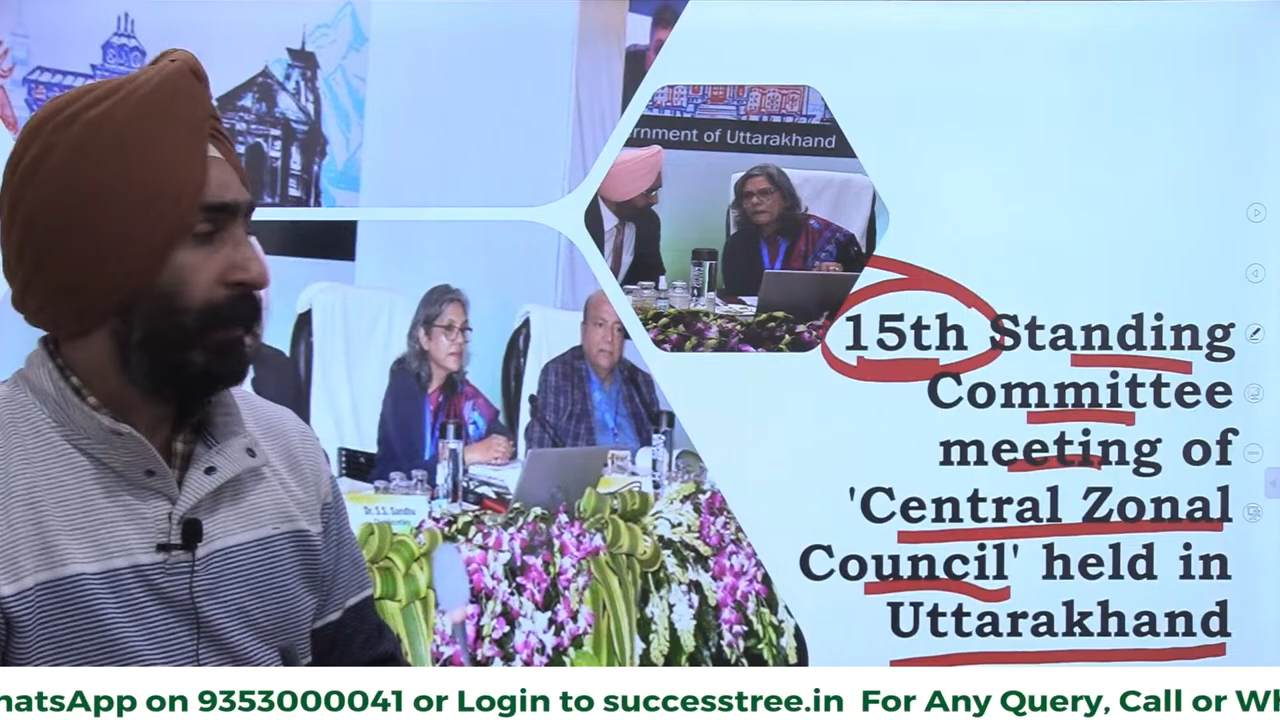 ernment of Uttarakhand
15th Standing
Committee
meeting of
'Central Zonal
Council' held in
Uttarakhand
Dr. S.S. Sandhu
hatsApp on 9353000041 or Login to successtree.in For Any Query, Call or Wh